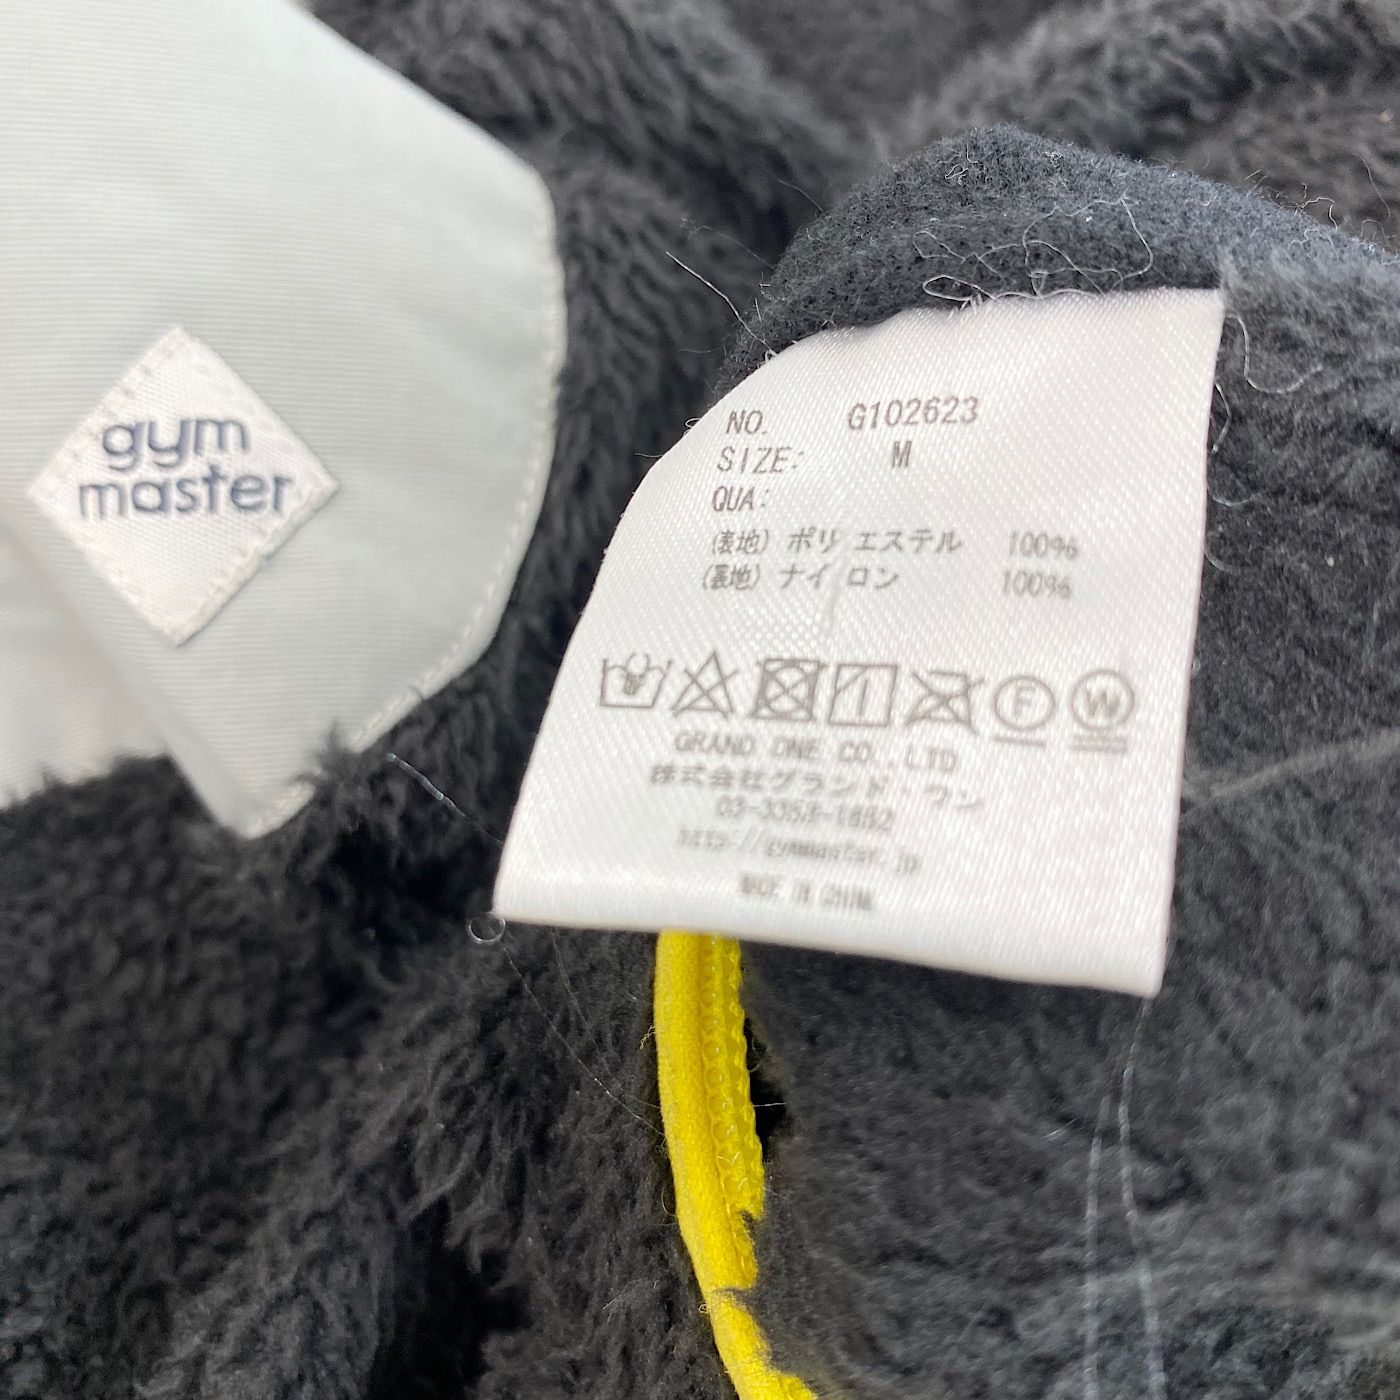 gym
master
NO. G102623
SIZE: M
QUA:
(表地) ポリエステル 100%
(裏地) ナイロン 100%
F W
GRAND ONE CO.,LTD
株式会社グランド・ワン
03-3353-1852
http://gymmaster.jp
MADE IN CHINA